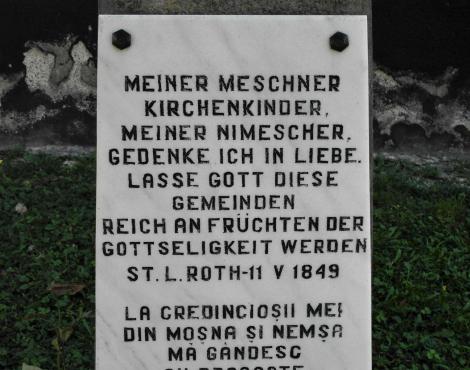 MEINER MESCHNER
KIRCHENKINDER,
MEINER NIMESCHER,
GEDENKE ICH IN LIEBE.
LASSE GOTT DIESE
GEMEINDEN
REICH AN FRÜCHTEN DER
GOTTSELIGKEIT WERDEN
ST. L. ROTH-11 V 1849
LA CREDINCIOȘII MEI
DIN MOȘNA ȘI NEMȘA
MĂ GÂNDESC